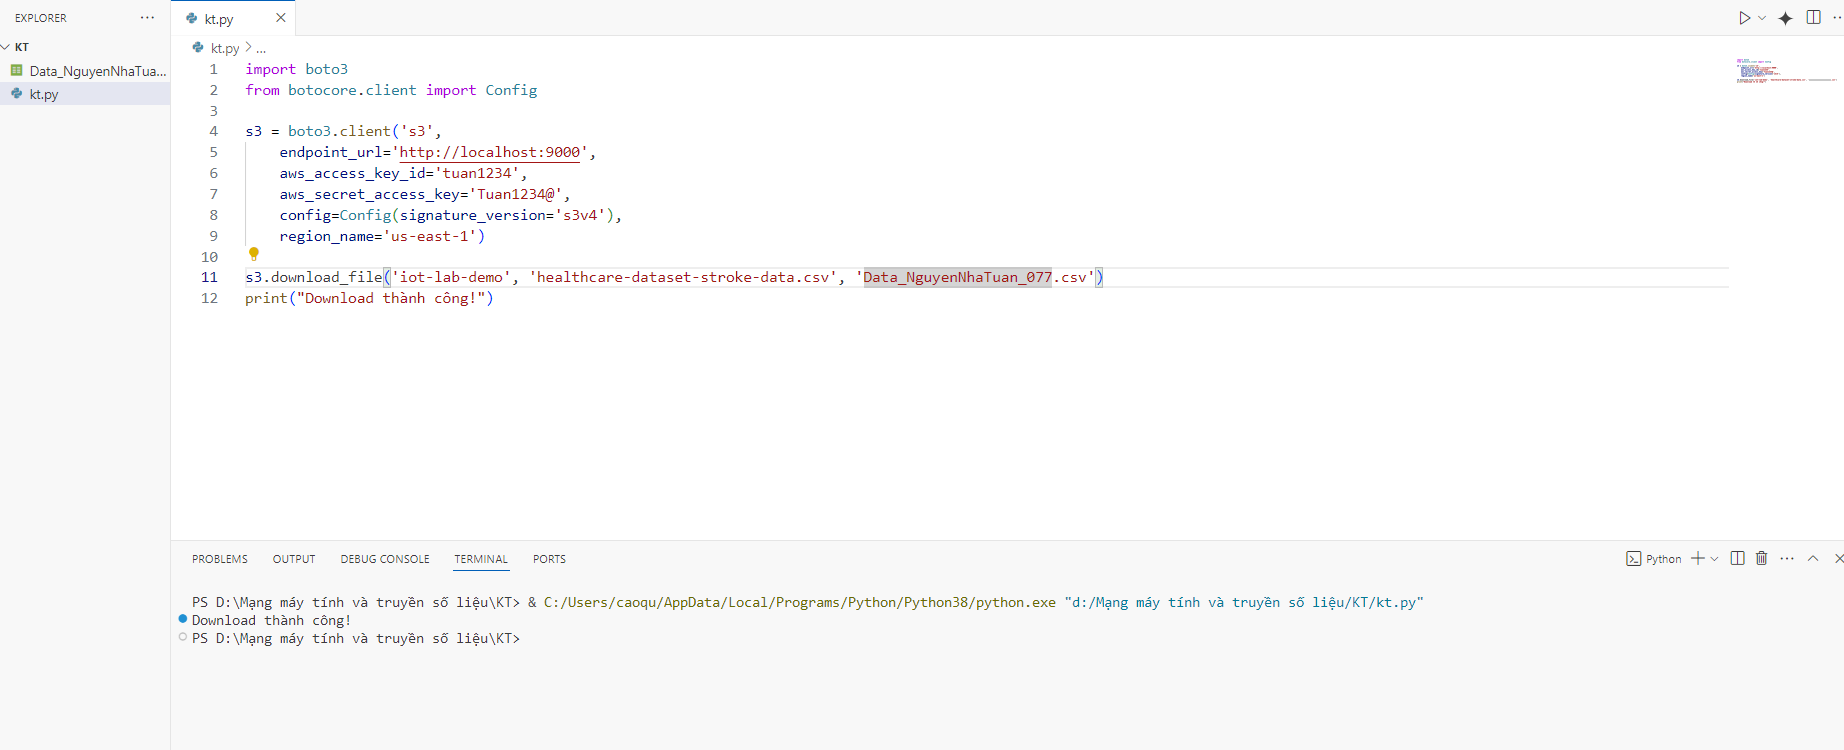 EXPLORER
KT
Data_NguyenNhaTua...
kt.py
kt.py
kt.py > ...
1 import boto3
2 from botocore.client import Config
3
4 s3 = boto3.client('s3',
5 endpoint_url='http://localhost:9000',
6 aws_access_key_id='tuan1234',
7 aws_secret_access_key='Tuan1234@',
8 config=Config(signature_version='s3v4'),
9 region_name='us-east-1')
10
11 s3.download_file('iot-lab-demo', 'healthcare-dataset-stroke-data.csv', 'Data_NguyenNhaTuan_077.csv')
12 print("Download thành công!")
PROBLEMS OUTPUT DEBUG CONSOLE TERMINAL PORTS
Python
PS D:\Mạng máy tính và truyền số liệu\KT> & C:/Users/caoqu/AppData/Local/Programs/Python/Python38/python.exe "d:/Mạng máy tính và truyền số liệu/KT/kt.py"
Download thành công!
PS D:\Mạng máy tính và truyền số liệu\KT>